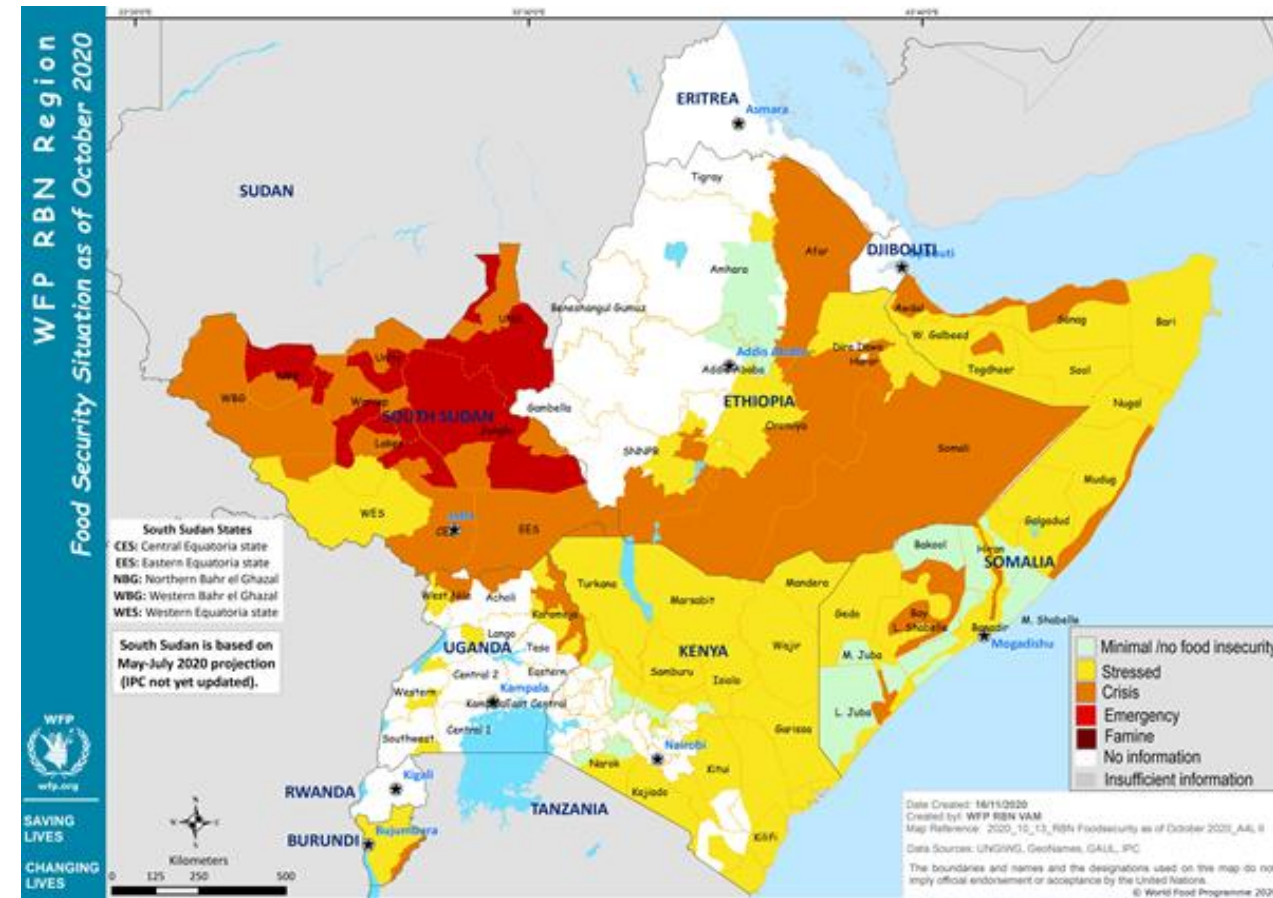 WFP RBN Region
Food Security Situation as of October 2020
ERITREA
Asmara
Tigray
SUDAN
Afar
DJIBOUTI
Amhara
Beneshangul Gumuz
Awdal
Sanag
Bari
W. Galbeed
Dire Dawa
Harar
Togdheer
Sool
Addis Ababa
Addis Ababa
WBG
Unity
Warrap
SOUTH SUDAN
Lakes
Gambella
ETHIOPIA
Oromiya
Nugal
SNNPR
Somali
Mudug
Galgadud
WES
EES
South Sudan States
CES: Central Equatoria state
EES: Eastern Equatoria state
NBG: Northern Bahr el Ghazal
WBG: Western Bahr el Ghazal
WES: Western Equatoria state
South Sudan is based on
May-July 2020 projection
(IPC not yet updated).
Bakool
Hiran
SOMALIA
West Nile
Acholi
Karamoja
Turkana
Marsabit
Mandera
Gedo
Bay
L. Shabelle
Banadir
M. Shabelle
Mogadishu
Lango
UGANDA
Teso
KENYA
Wajir
M. Juba
Central 2
Eastern
Samburu
Isiolo
Western
Kampala
East Central
L. Juba
Southwest
Central 1
Nairobi
Garissa
Narok
Kitui
Kajiado
Kigali
RWANDA
TANZANIA
BURUNDI
Bujumbura
Kilifi
Minimal /no food insecurity
Stressed
Crisis
Emergency
Famine
No information
Insufficient information
WFP
wfp.org
SAVING
LIVES
CHANGING
LIVES
N
Kilometers
0 125 250 500
Date Created: 16/11/2020
Created by: WFP RBN VAM
Map Reference: 2020_10_13_RBN Foodsecurity as of October 2020_A4L II
Data Sources: UNGIWG, GeoNames, GAUL, IPC
The boundaries and names and the designations used on this map do not
imply official endorsement or acceptance by the United Nations.
© World Food Programme 2020